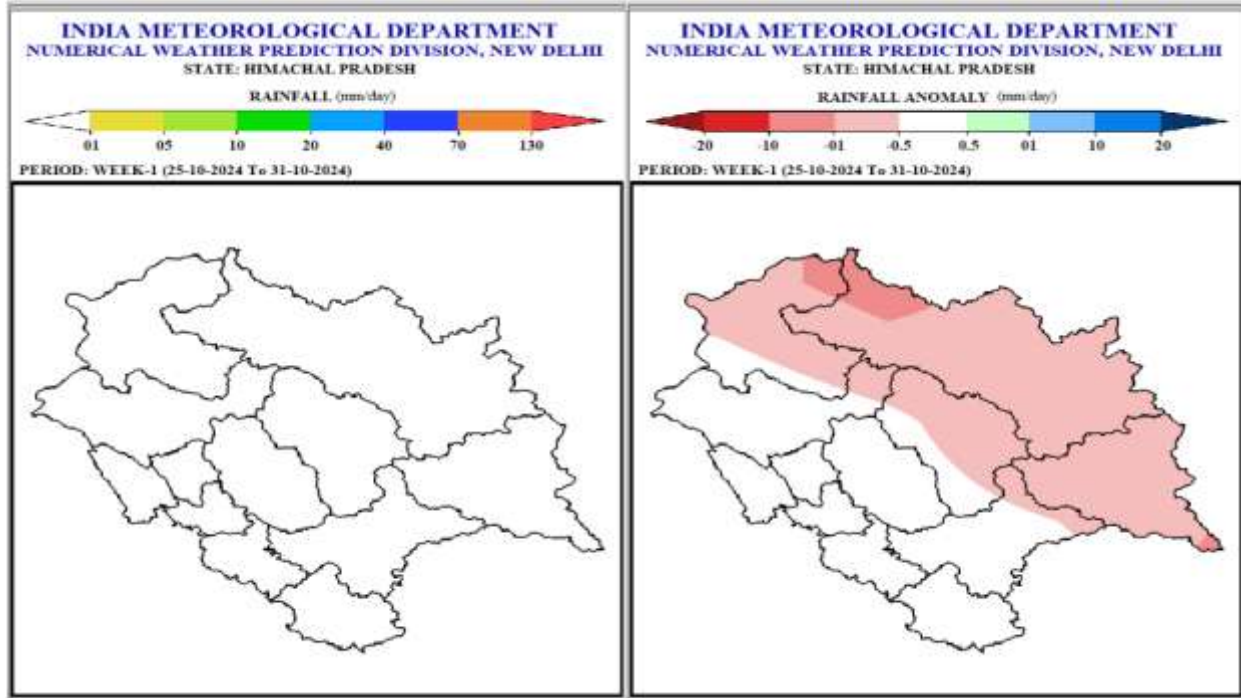 INDIA METEOROLOGICAL DEPARTMENT
NUMERICAL WEATHER PREDICTION DIVISION, NEW DELHI
STATE: HIMACHAL PRADESH
RAINFALL (mm/day)
01 05 10 20 40 70 130
PERIOD: WEEK-1 (25-10-2024 To 31-10-2024)
INDIA METEOROLOGICAL DEPARTMENT
NUMERICAL WEATHER PREDICTION DIVISION, NEW DELHI
STATE: HIMACHAL PRADESH
RAINFALL ANOMALY (mm/day)
-20 -10 -01 -0.5 0.5 01 10 20
PERIOD: WEEK-1 (25-10-2024 To 31-10-2024)